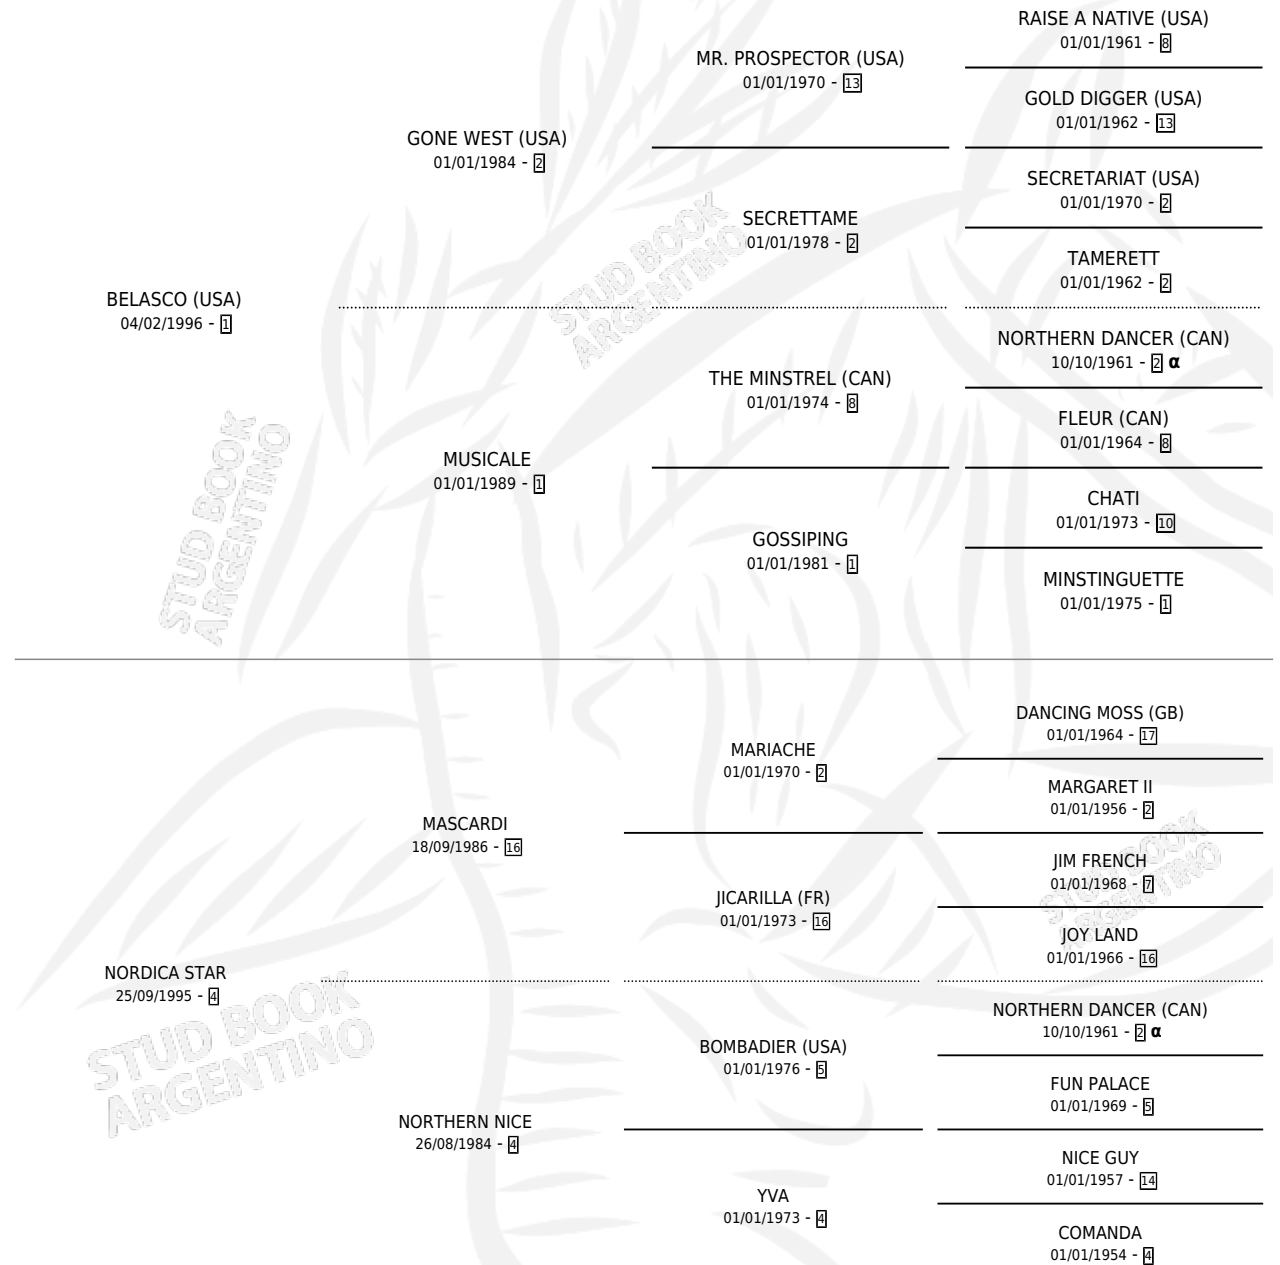 RAISE A NATIVE (USA)
01/01/1961 - 8
MR. PROSPECTOR (USA)
01/01/1970 - 13
GOLD DIGGER (USA)
01/01/1962 - 13
GONE WEST (USA)
01/01/1984 - 2
SECRETARIAT (USA)
01/01/1970 - 2
SECRETTAME
01/01/1978 - 2
TAMERETT
01/01/1962 - 2
BELASCO (USA)
04/02/1996 - 1
NORTHERN DANCER (CAN)
10/10/1961 - 2 α
THE MINSTREL (CAN)
01/01/1974 - 8
FLEUR (CAN)
01/01/1964 - 8
MUSICALE
01/01/1989 - 1
CHATI
01/01/1973 - 10
GOSSIPING
01/01/1981 - 1
MINSTINGUETTE
01/01/1975 - 1
DANCING MOSS (GB)
01/01/1964 - 17
MARIACHE
01/01/1970 - 2
MARGARET II
01/01/1956 - 2
MASCARDI
18/09/1986 - 16
JIM FRENCH
01/01/1968 - 7
JICARILLA (FR)
01/01/1973 - 16
JOY LAND
01/01/1966 - 16
NORDICA STAR
25/09/1995 - 4
NORTHERN DANCER (CAN)
10/10/1961 - 2 α
BOMBADIER (USA)
01/01/1976 - 5
FUN PALACE
01/01/1969 - 5
NORTHERN NICE
26/08/1984 - 4
NICE GUY
01/01/1957 - 14
YVA
01/01/1973 - 4
COMANDA
01/01/1954 - 4
STUD BOOK
ARGENTINO
STUD BOOK
ARGENTINO
STUD BOOK
ARGENTINO
STUD BOOK
ARGENTINO